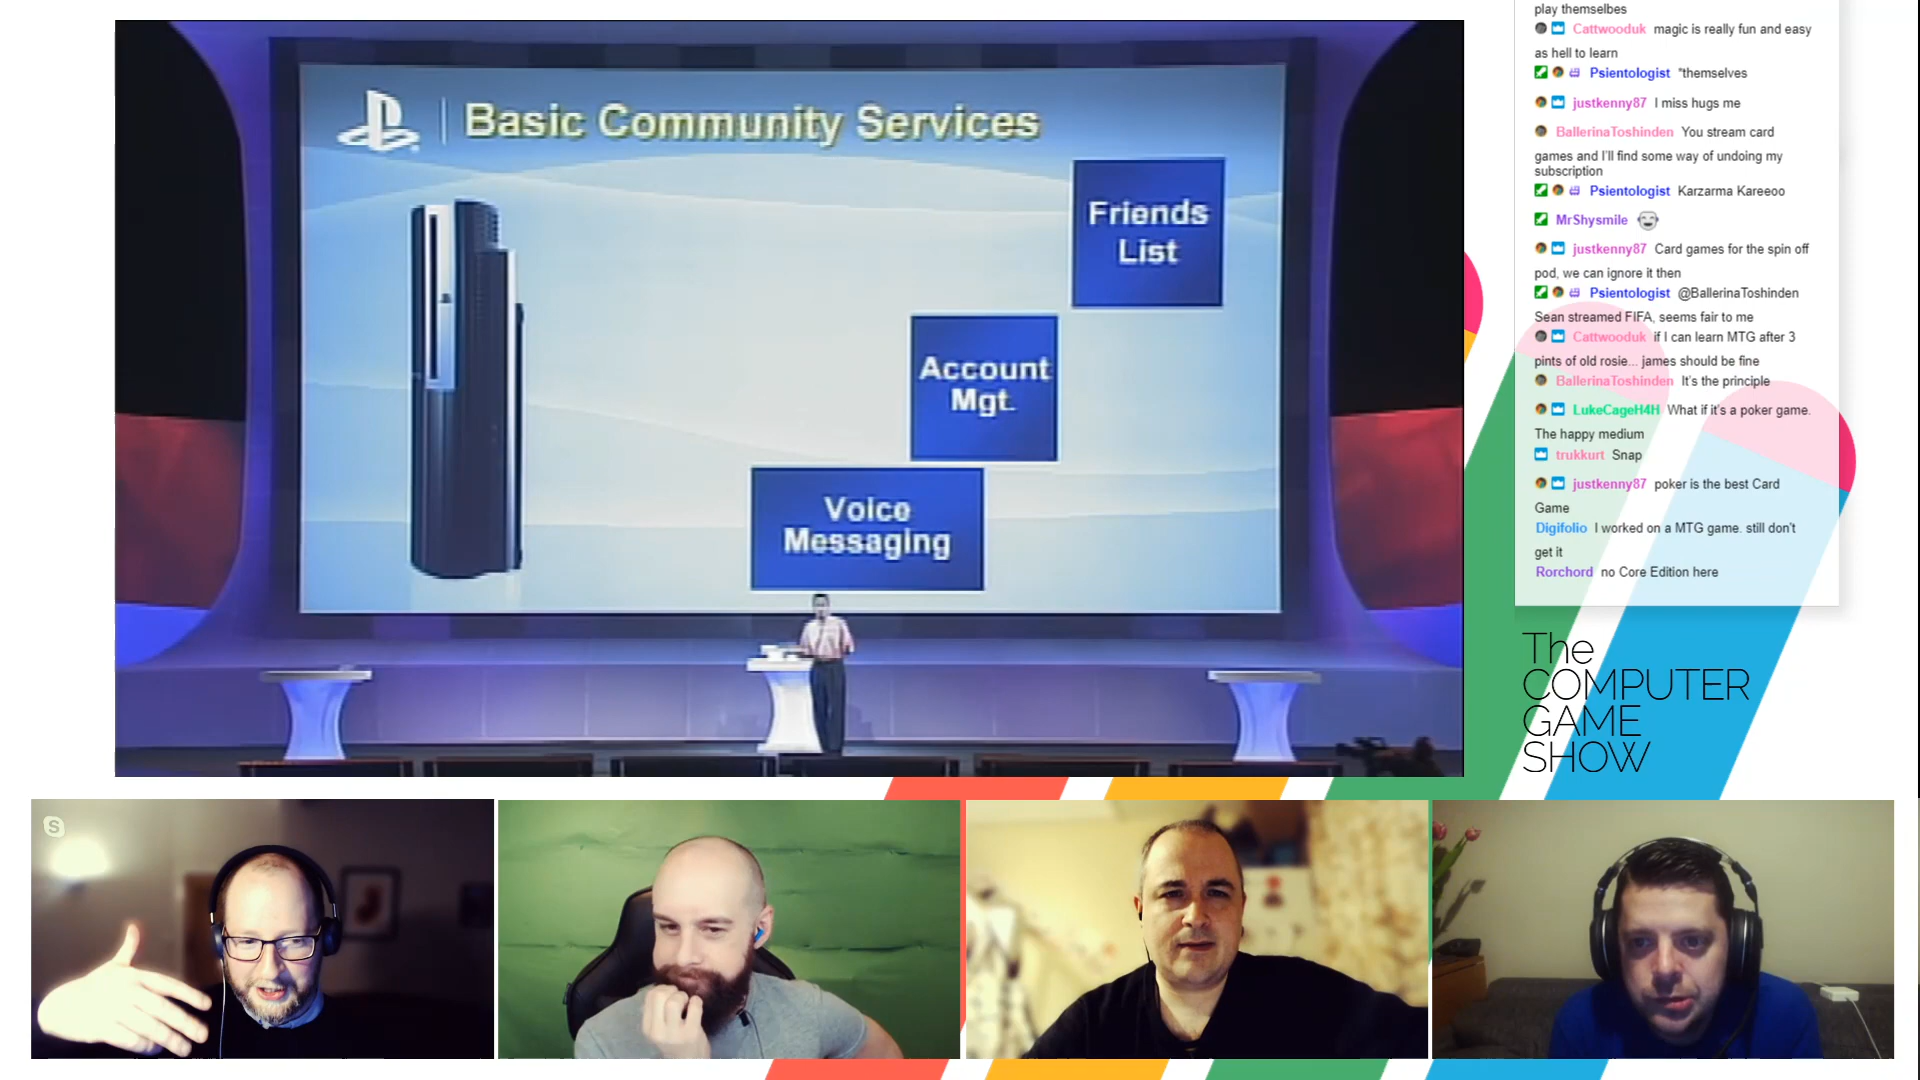 Basic Community Services
Friends
List
Account
Mgt.
Voice
Messaging
play themselbes
Cattwooduk magic is really fun and easy
as hell to learn
Psientologist *themselves
justkenny87 I miss hugs me
BallerinaToshinden You stream card
games and I'll find some way of undoing my
subscription
Psientologist Karzarma Kareeoo
MrShysmile
justkenny87 Card games for the spin off
pod, we can ignore it then
Psientologist @BallerinaToshinden
Sean streamed FIFA, seems fair to me
Cattwooduk if I can learn MTG after 3
pints of old rosie... james should be fine
BallerinaToshinden It's the principle
LukeCageH4H What if it's a poker game.
The happy medium
trukkurt Snap
justkenny87 poker is the best Card
Game
Digifolio I worked on a MTG game. still don't
get it
Rorchord no Core Edition here
The
COMPUTER
GAME
SHOW
S